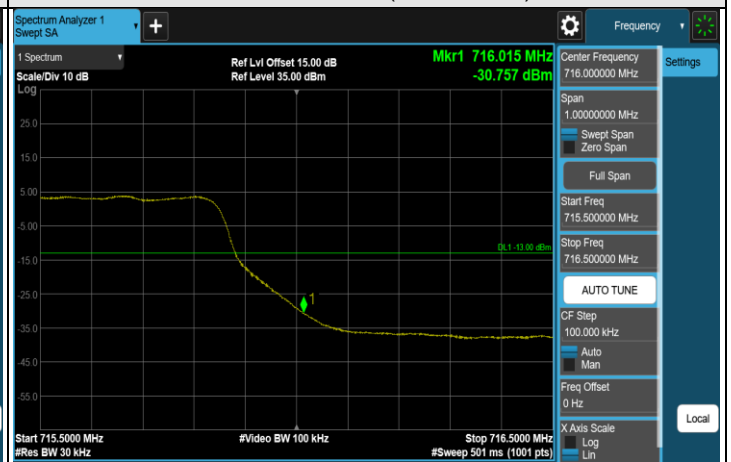 Spectrum Analyzer 1
Swept SA
+
Frequency
1 Spectrum
Scale/Div 10 dB
Log
Ref Lvl Offset 15.00 dB
Ref Level 35.00 dBm
Mkr1 716.015 MHz
-30.757 dBm
25.0
15.0
5.00
-5.00
-15.0
-25.0
-35.0
-45.0
-55.0
DL1 -13.00 dBm
1
Start 715.5000 MHz
#Res BW 30 kHz
#Video BW 100 kHz
Stop 716.5000 MHz
#Sweep 501 ms (1001 pts)
Center Frequency
716.000000 MHz
Span
1.00000000 MHz
Swept Span
Zero Span
Full Span
Start Freq
715.500000 MHz
Stop Freq
716.500000 MHz
AUTO TUNE
CF Step
100.000 kHz
Auto
Man
Freq Offset
0 Hz
X Axis Scale
Log
Lin
Settings
Local